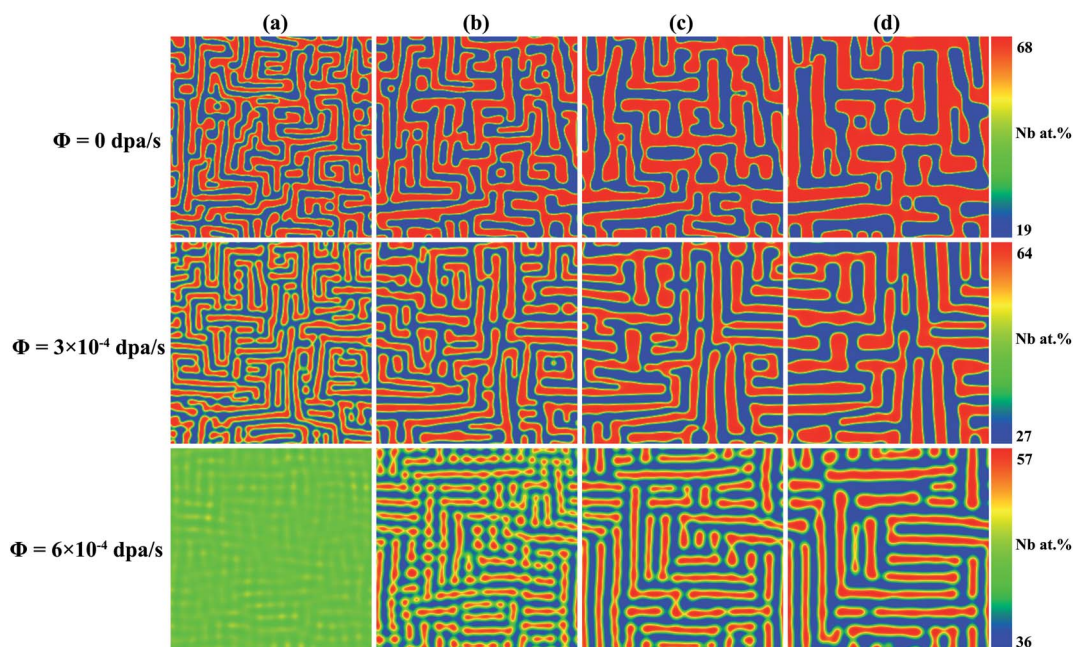 (a) (b) (c) (d)
Φ = 0 dpa/s
68
Nb at.%
19
Φ = 3×10⁻⁴ dpa/s
64
Nb at.%
27
Φ = 6×10⁻⁴ dpa/s
57
Nb at.%
36